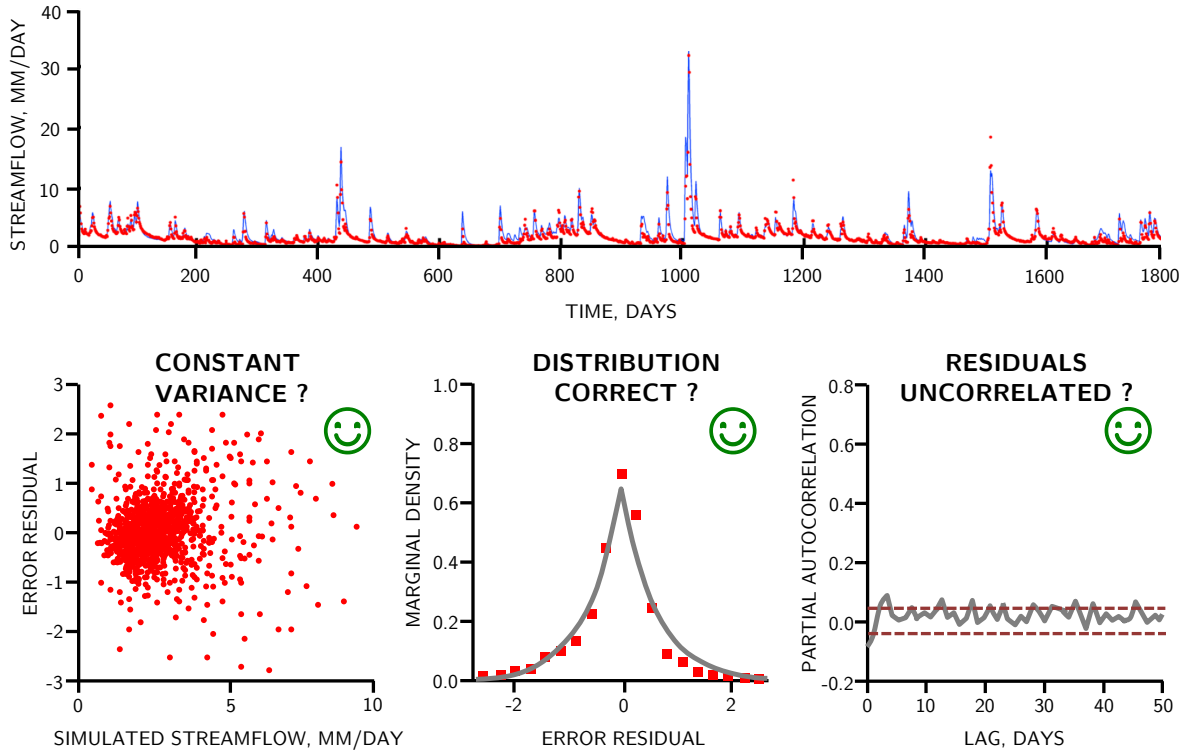 40
30
20
10
0
STREAMFLOW, MM/DAY
0 200 400 600 800 1000 1200 1400 1600 1800
TIME, DAYS
CONSTANT
VARIANCE ?
3
2
1
0
-1
-2
-3
ERROR RESIDUAL
0 5 10
SIMULATED STREAMFLOW, MM/DAY
DISTRIBUTION
CORRECT ?
1.0
0.8
0.6
0.4
0.2
0.0
MARGINAL DENSITY
-2 0 2
ERROR RESIDUAL
RESIDUALS
UNCORRELATED ?
0.8
0.6
0.4
0.2
0.0
-0.2
PARTIAL AUTOCORRELATION
0 10 20 30 40 50
LAG, DAYS